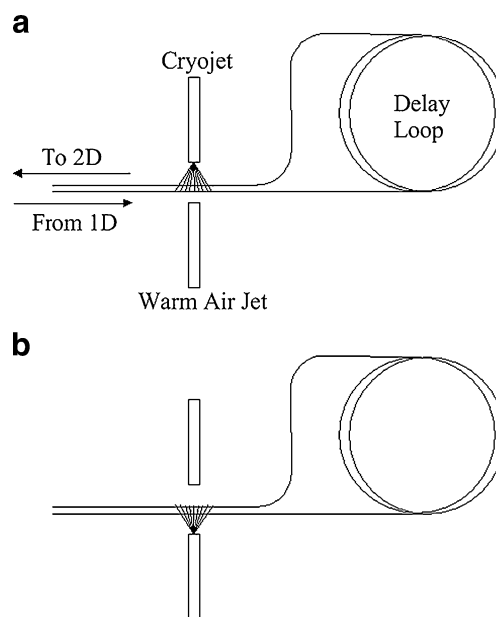 a
Cryojet
Delay
Loop
To 2D
From 1D
Warm Air Jet
b